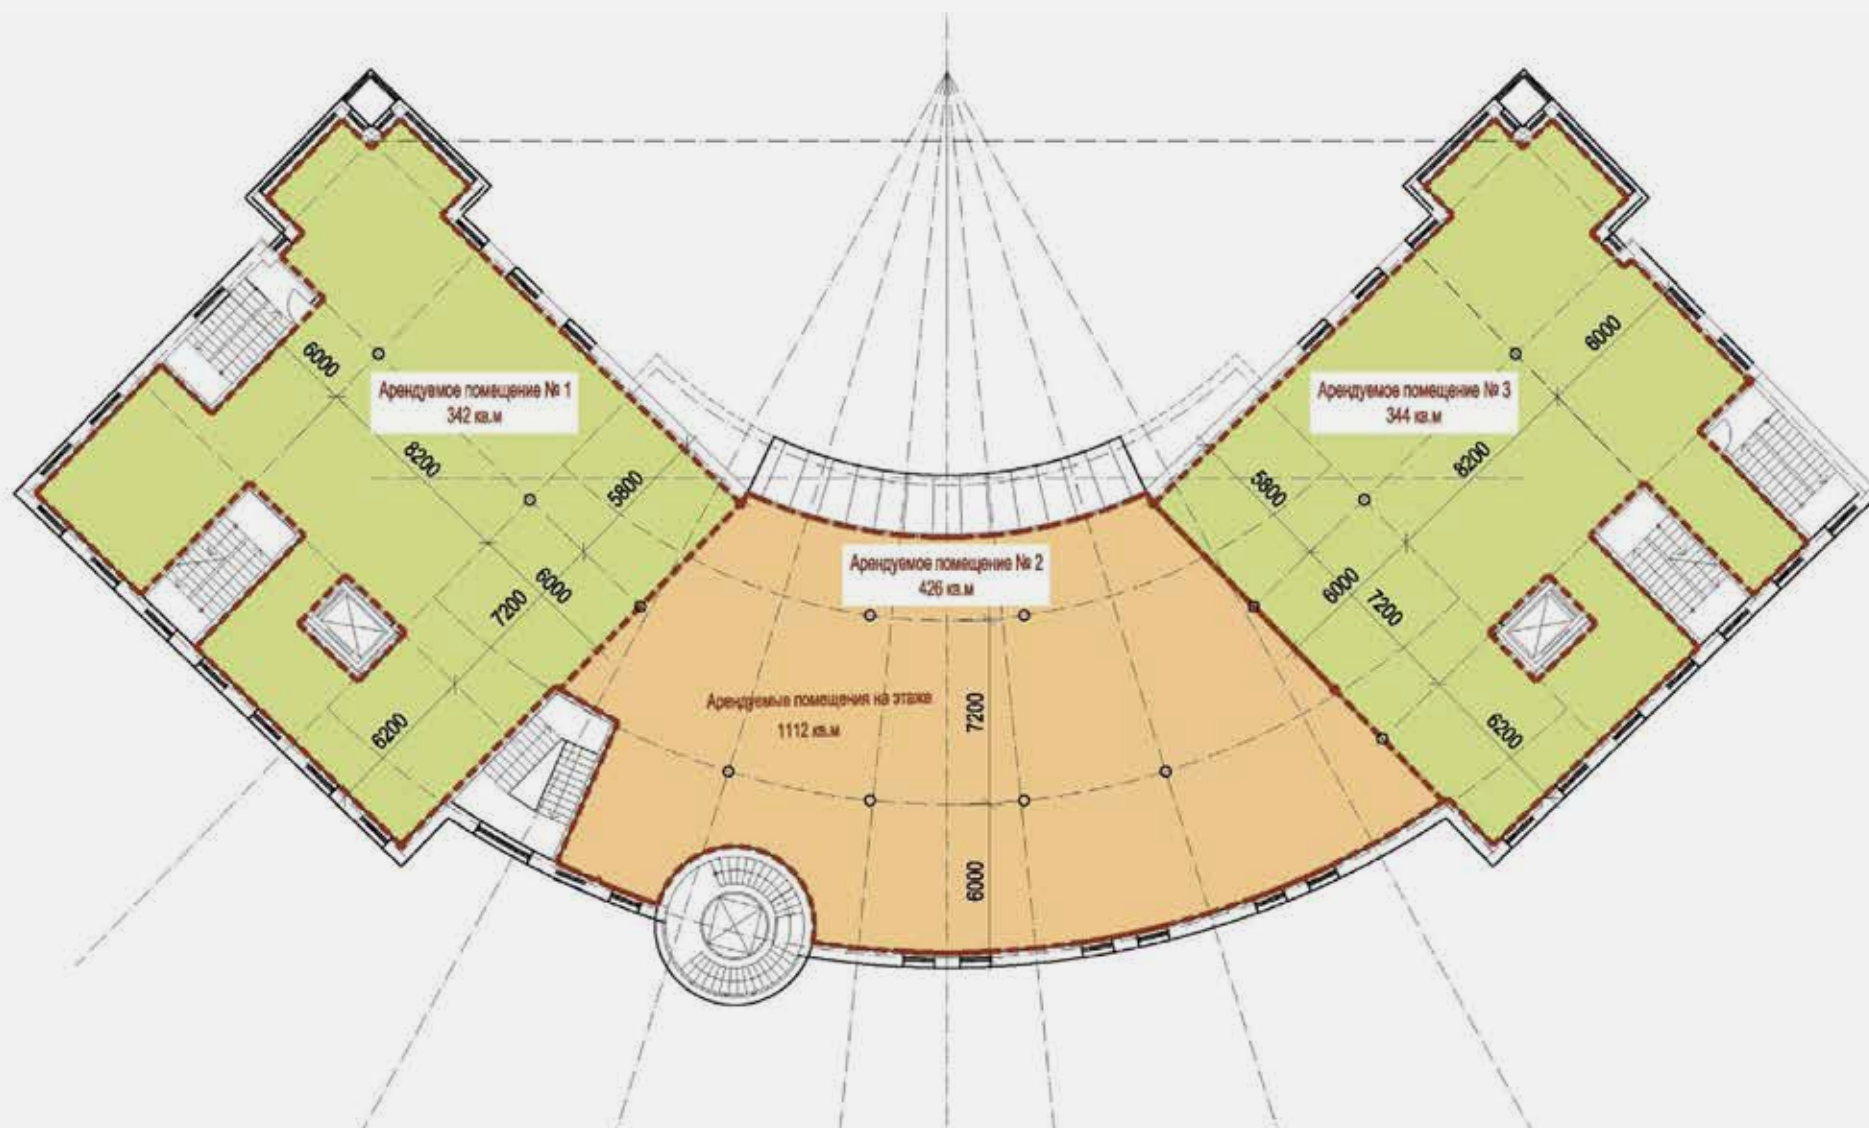 Арендуемое помещение № 1
342 кв.м
6000
8200
5800
7200
6000
6200
Арендуемое помещение № 2
426 кв.м
Арендуемые помещения на этаже
1112 кв.м
7200
6000
Арендуемое помещение № 3
344 кв.м
6000
8200
5800
6000
7200
6200